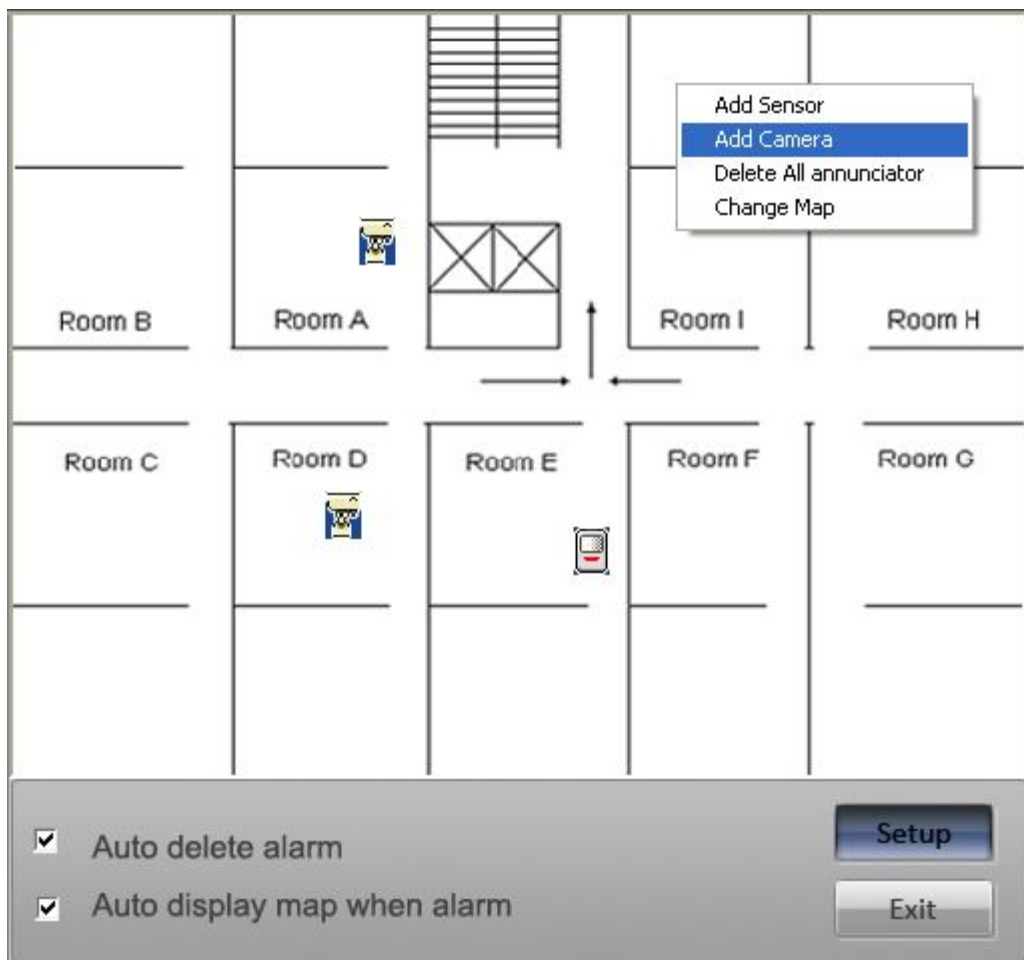 Add Sensor
Add Camera
Delete All annunciator
Change Map
Room B
Room A
Room I
Room H
Room C
Room D
Room E
Room F
Room G
Auto delete alarm
Setup
Auto display map when alarm
Exit